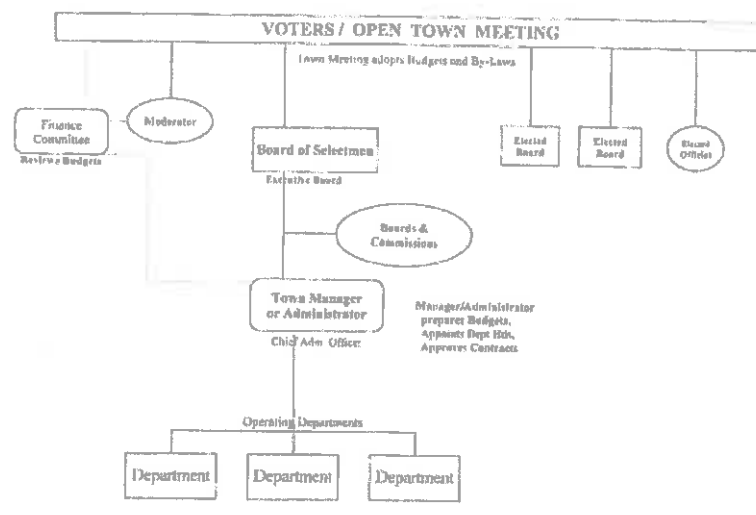 VOTERS / OPEN TOWN MEETING
Town Meeting adopts Budgets and By-Laws
Finance
Committee
Reviews Budgets
Moderator
Board of Selectmen
Executive Board
Elected
Board
Elected
Board
Elected
Official
Boards &
Commissions
Town Manager
or Administrator
Chief Adm. Officer
Manager/Administrator
prepares Budgets,
Appoints Dept Hds,
Approves Contracts
Operating Departments
Department
Department
Department